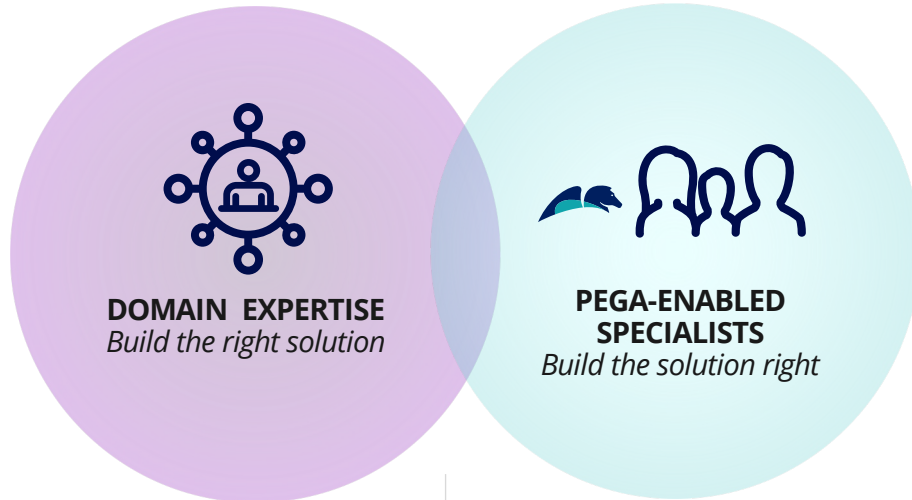 DOMAIN EXPERTISE
Build the right solution
PEGA-ENABLED
SPECIALISTS
Build the solution right